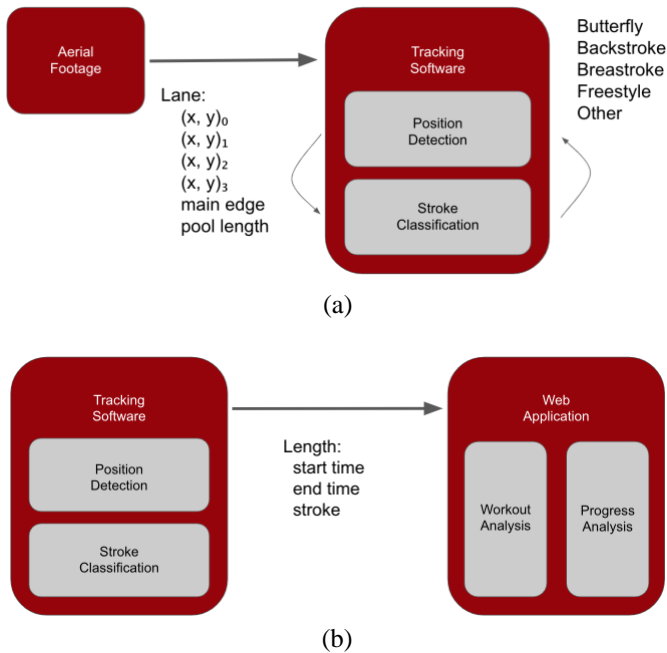 Aerial
Footage
Lane:
(x, y)₀
(x, y)₁
(x, y)₂
(x, y)₃
main edge
pool length
Tracking
Software
Position
Detection
Stroke
Classification
Butterfly
Backstroke
Breastroke
Freestyle
Other
(a)
Tracking
Software
Position
Detection
Stroke
Classification
Length:
start time
end time
stroke
Web
Application
Workout
Analysis
Progress
Analysis
(b)